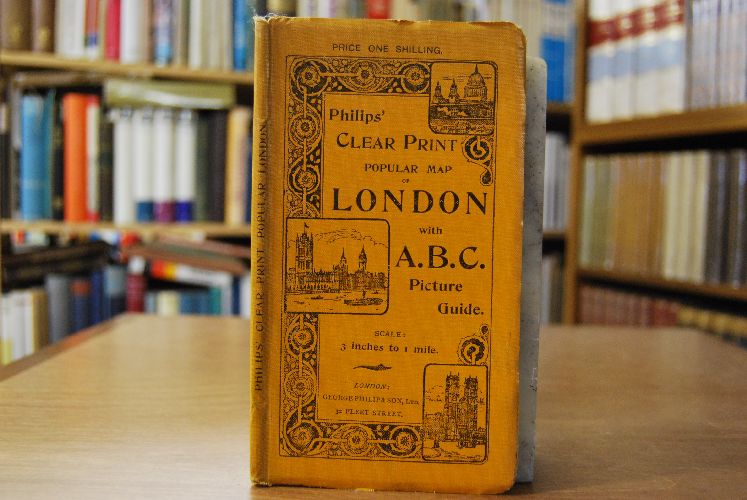 PRICE ONE SHILLING.
Philips'
CLEAR PRINT
POPULAR MAP
OF
LONDON
with
A.B.C.
Picture
Guide.
SCALE:
3 inches to 1 mile.
LONDON:
GEORGE PHILIP & SON, LTD.
32 FLEET STREET.
PHILIPS' CLEAR PRINT POPULAR LONDON